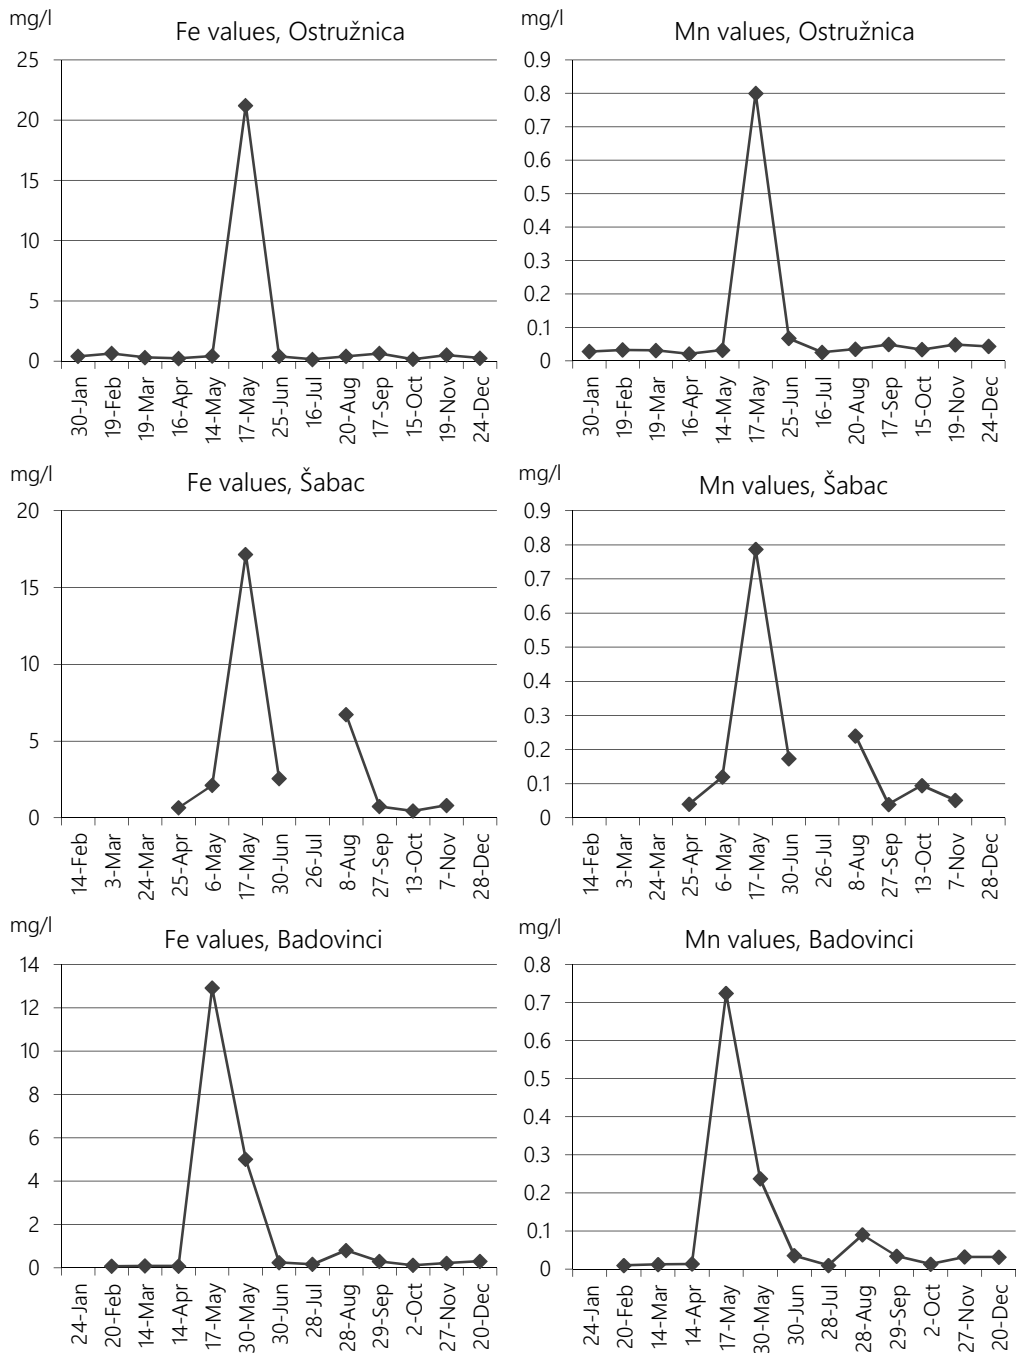 mg/l
Fe values, Ostružnica
25
20
15
10
5
0
30-Jan
19-Feb
19-Mar
16-Apr
14-May
17-May
25-Jun
16-Jul
20-Aug
17-Sep
15-Oct
19-Nov
24-Dec
mg/l
Mn values, Ostružnica
0.9
0.8
0.7
0.6
0.5
0.4
0.3
0.2
0.1
0
30-Jan
19-Feb
19-Mar
16-Apr
14-May
17-May
25-Jun
16-Jul
20-Aug
17-Sep
15-Oct
19-Nov
24-Dec
mg/l
Fe values, Šabac
20
15
10
5
0
14-Feb
3-Mar
24-Mar
25-Apr
6-May
17-May
30-Jun
26-Jul
8-Aug
27-Sep
13-Oct
7-Nov
28-Dec
mg/l
Mn values, Šabac
0.9
0.8
0.7
0.6
0.5
0.4
0.3
0.2
0.1
0
14-Feb
3-Mar
24-Mar
25-Apr
6-May
17-May
30-Jun
26-Jul
8-Aug
27-Sep
13-Oct
7-Nov
28-Dec
mg/l
Fe values, Badovinci
14
12
10
8
6
4
2
0
24-Jan
20-Feb
14-Mar
14-Apr
17-May
30-May
30-Jun
28-Jul
28-Aug
29-Sep
2-Oct
27-Nov
20-Dec
mg/l
Mn values, Badovinci
0.8
0.7
0.6
0.5
0.4
0.3
0.2
0.1
0
24-Jan
20-Feb
14-Mar
14-Apr
17-May
30-May
30-Jun
28-Jul
28-Aug
29-Sep
2-Oct
27-Nov
20-Dec